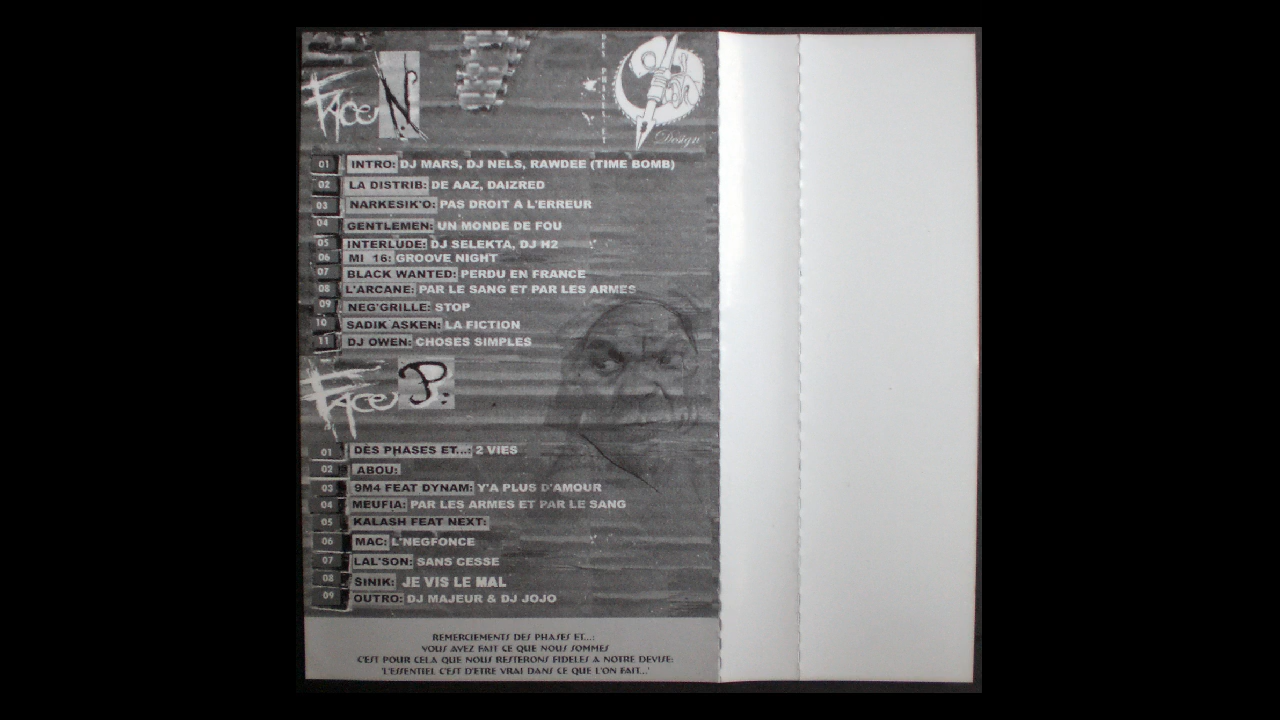 FACE N.
DES PHASES ET
Design
01 INTRO: DJ MARS, DJ NELS, RAWDEE (TIME BOMB)
02 LA DISTRIB: DE AAZ, DAIZRED
03 NARKESIK'O: PAS DROIT A L'ERREUR
04 GENTLEMEN: UN MONDE DE FOU
05 INTERLUDE: DJ SELEKTA, DJ H2
06 MI 16: GROOVE NIGHT
07 BLACK WANTED: PERDU EN FRANCE
08 L'ARCANE: PAR LE SANG ET PAR LES ARMES
09 NEG'GRILLE: STOP
10 SADIK ASKEN: LA FICTION
11 DJ OWEN: CHOSES SIMPLES
FACE P.
01 DES PHASES ET...: 2 VIES
02 ABOU:
03 9M4 FEAT DYNAM: Y'A PLUS D'AMOUR
04 MEUFIA: PAR LES ARMES ET PAR LE SANG
05 KALASH FEAT NEXT:
06 MAC: L'NEGFONCE
07 LAL'SON: SANS CESSE
08 SINIK: JE VIS LE MAL
09 OUTRO: DJ MAJEUR & DJ JOJO
REMERCIEMENTS DES PHASES ET...:
VOUS AVEZ FAIT CE QUE NOUS SOMMES
C'EST POUR CELA QUE NOUS RESTERONS FIDELES A NOTRE DEVISE:
'L'ESSENTIEL C'EST D'ETRE VRAI DANS CE QUE L'ON FAIT...'